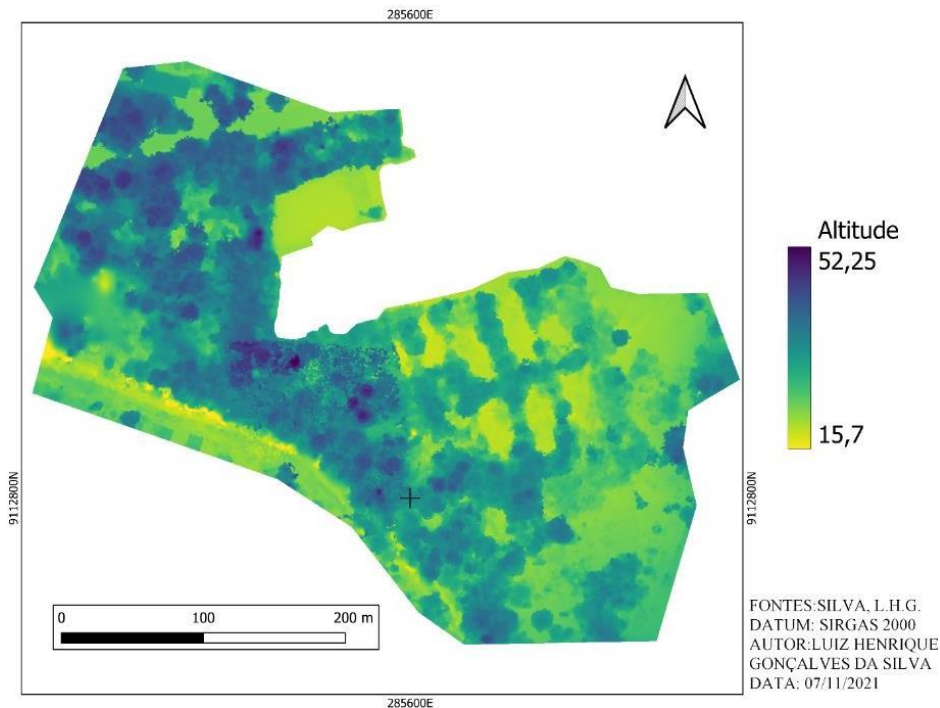 285600E
Altitude
52,25
15,7
9112800N
9112800N
0 100 200 m
FONTES:SILVA, L.H.G.
DATUM: SIRGAS 2000
AUTOR:LUIZ HENRIQUE
GONÇALVES DA SILVA
DATA: 07/11/2021
285600E